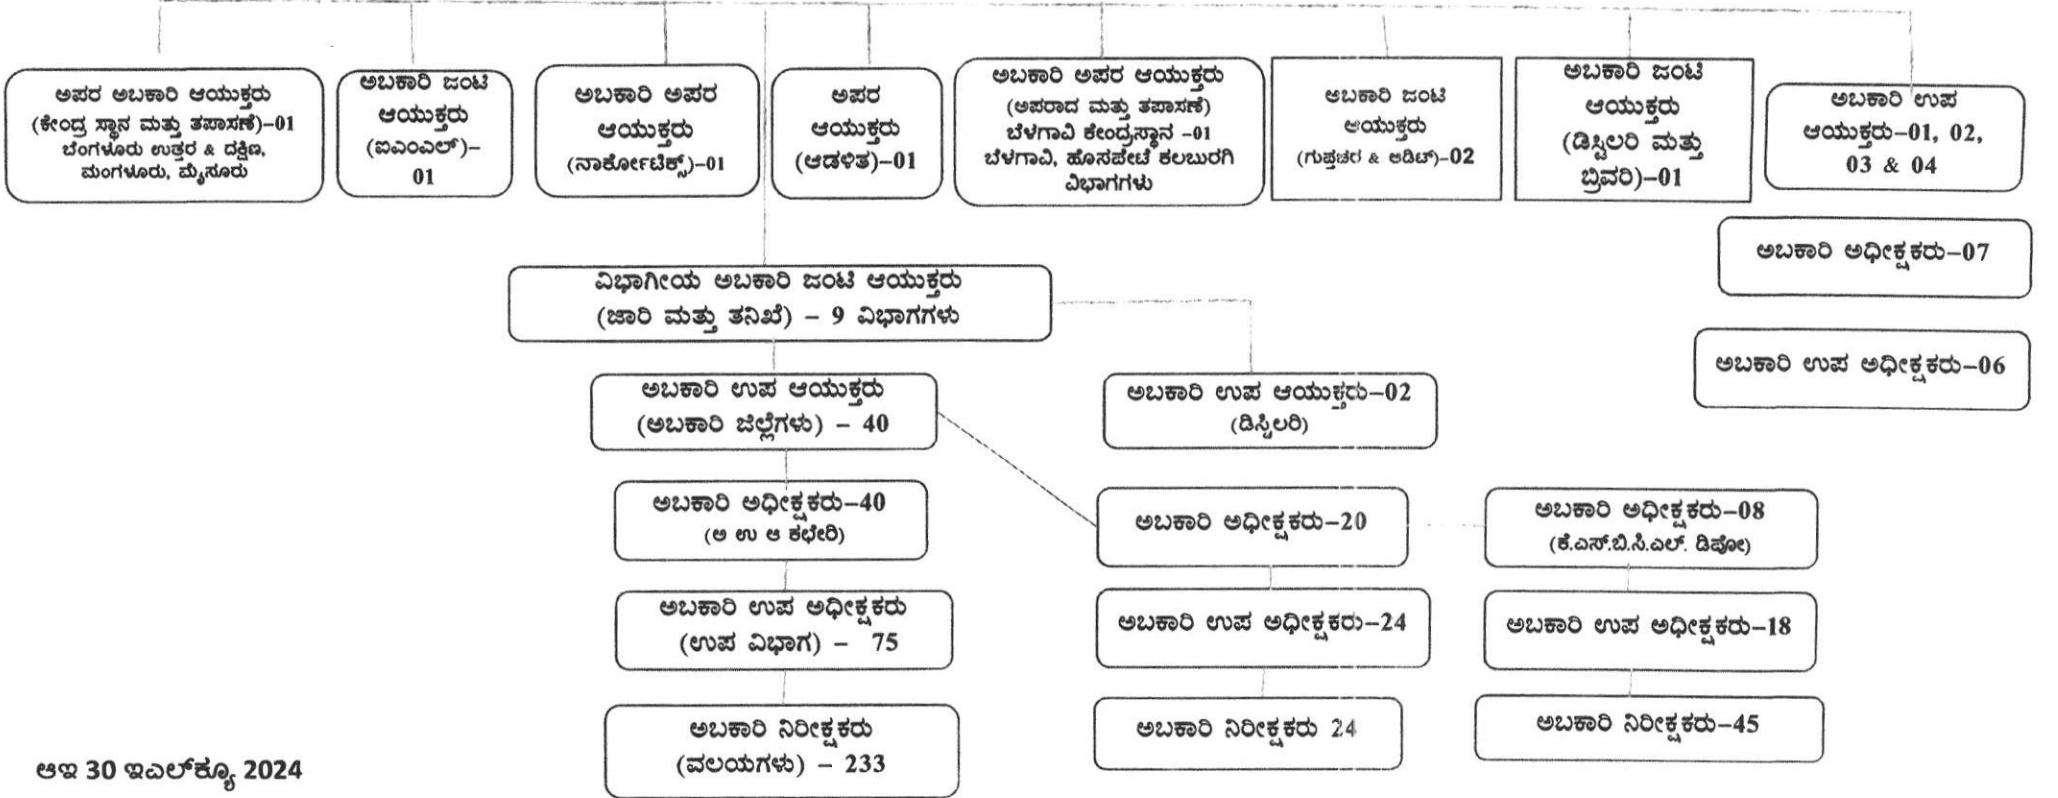 ಅಪರ ಅಬಕಾರಿ ಆಯುಕ್ತರು
(ಕೇಂದ್ರ ಸ್ಥಾನ ಮತ್ತು ತಪಾಸಣೆ)–01
ಬೆಂಗಳೂರು ಉತ್ತರ & ದಕ್ಷಿಣ,
ಮಂಗಳೂರು, ಮೈಸೂರು
ಅಬಕಾರಿ ಜಂಟಿ
ಆಯುಕ್ತರು
(ಐಎಂಎಲ್)–
01
ಅಬಕಾರಿ ಅಪರ
ಆಯುಕ್ತರು
(ನಾರ್ಕೋಟಿಕ್ಸ್)–01
ಅಪರ
ಆಯುಕ್ತರು
(ಆಡಳಿತ)–01
ಅಬಕಾರಿ ಅಪರ ಆಯುಕ್ತರು
(ಅಪರಾದ ಮತ್ತು ತಪಾಸಣೆ)
ಬೆಳಗಾವಿ ಕೇಂದ್ರಸ್ಥಾನ –01
ಬೆಳಗಾವಿ, ಹೊಸಪೇಟೆ ಕಲಬುರಗಿ
ವಿಭಾಗಗಳು
ಅಬಕಾರಿ ಜಂಟಿ
ಆಯುಕ್ತರು
(ಗುಪ್ತಚರ & ಅಡಿಟ್)–02
ಅಬಕಾರಿ ಜಂಟಿ
ಆಯುಕ್ತರು
(ಡಿಸ್ಟಿಲರಿ ಮತ್ತು
ಬ್ರಿವರಿ)–01
ಅಬಕಾರಿ ಉಪ
ಆಯುಕ್ತರು–01, 02,
03 & 04
ಅಬಕಾರಿ ಅಧೀಕ್ಷಕರು–07
ಅಬಕಾರಿ ಉಪ ಅಧೀಕ್ಷಕರು–06
ವಿಭಾಗೀಯ ಅಬಕಾರಿ ಜಂಟಿ ಆಯುಕ್ತರು
(ಜಾರಿ ಮತ್ತು ತನಿಖೆ) – 9 ವಿಭಾಗಗಳು
ಅಬಕಾರಿ ಉಪ ಆಯುಕ್ತರು
(ಅಬಕಾರಿ ಜಿಲ್ಲೆಗಳು) – 40
ಅಬಕಾರಿ ಉಪ ಆಯುಕ್ತರು–02
(ಡಿಸ್ಟಿಲರಿ)
ಅಬಕಾರಿ ಅಧೀಕ್ಷಕರು–40
(ಅ ಉ ಆ ಕಛೇರಿ)
ಅಬಕಾರಿ ಅಧೀಕ್ಷಕರು–20
ಅಬಕಾರಿ ಅಧೀಕ್ಷಕರು–08
(ಕೆ.ಎಸ್.ಬಿ.ಸಿ.ಎಲ್. ಡಿಪೋ)
ಅಬಕಾರಿ ಉಪ ಅಧೀಕ್ಷಕರು
(ಉಪ ವಿಭಾಗ) – 75
ಅಬಕಾರಿ ಉಪ ಅಧೀಕ್ಷಕರು–24
ಅಬಕಾರಿ ಉಪ ಅಧೀಕ್ಷಕರು–18
ಅಬಕಾರಿ ನಿರೀಕ್ಷಕರು
(ವಲಯಗಳು) – 233
ಅಬಕಾರಿ ನಿರೀಕ್ಷಕರು 24
ಅಬಕಾರಿ ನಿರೀಕ್ಷಕರು–45
ಆಇ 30 ಇಎಲ್‌ಕ್ಯೂ 2024